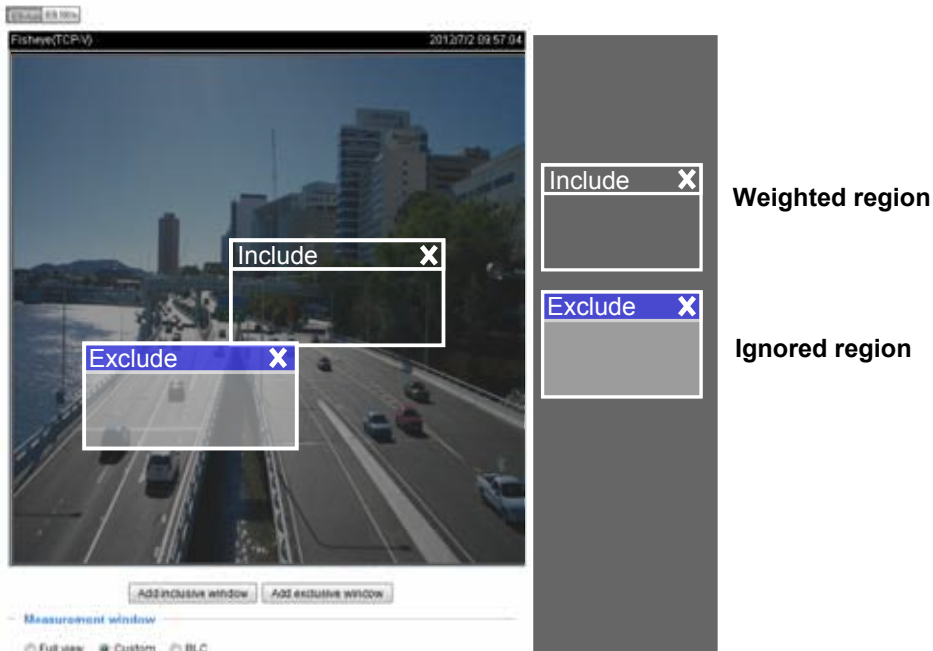 Fisheye(TCP-V) 2012/7/2 09:57:04
Include
Exclude
Include
Weighted region
Exclude
Ignored region
Add inclusive window Add exclusive window
Measurement window
Full view Custom BLC